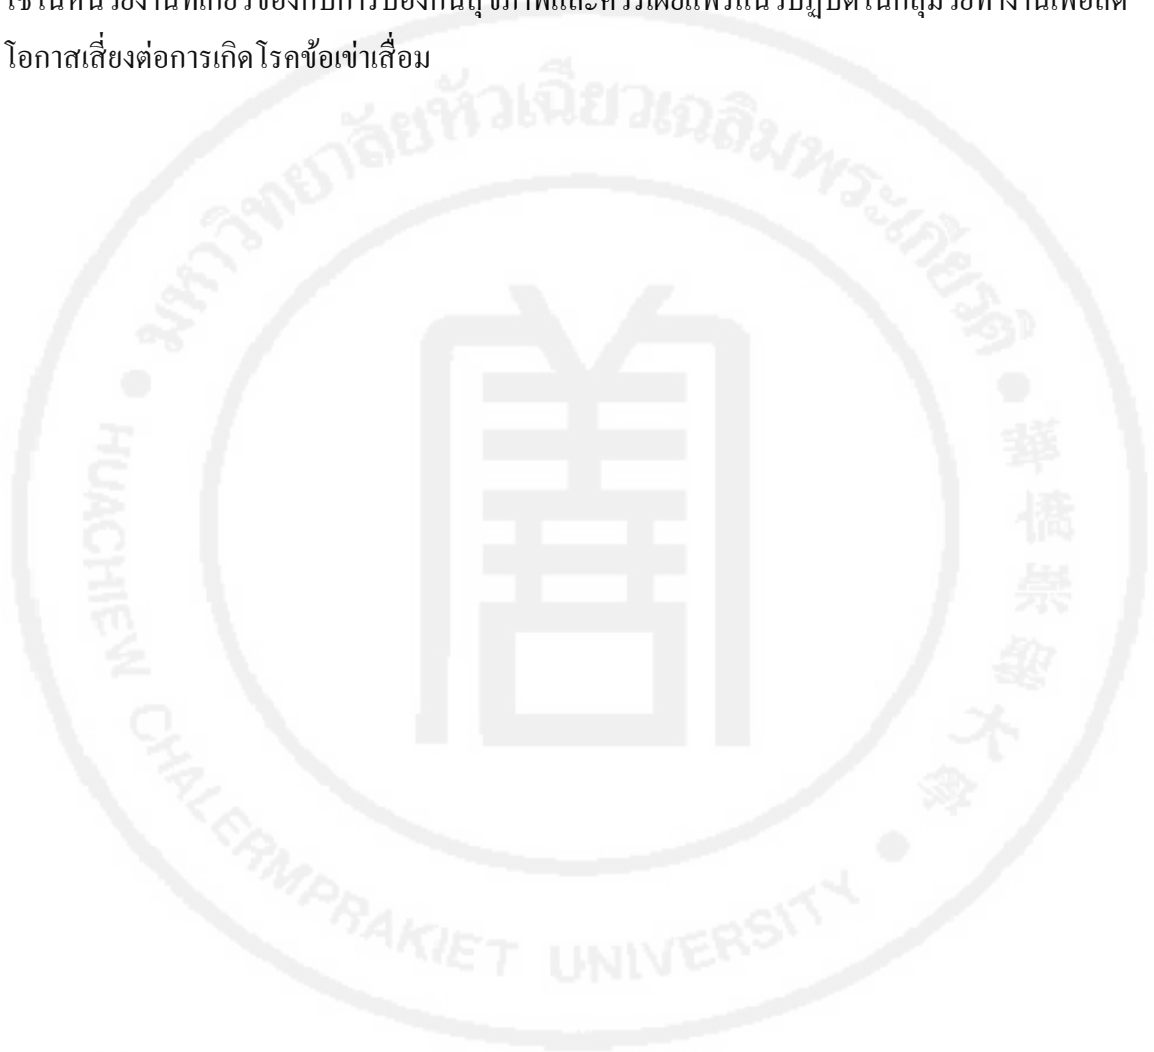 ใช้ในหน่วยงานที่เกี่ยวข้องกับการป้องกันสุขภาพและควรเผยแพร่แนวปฏิบัติในกลุ่มวัยทำงานเพื่อลด
โอกาสเสี่ยงต่อการเกิดโรคข้อเข่าเสื่อม
มหาวิทยาลัยหัวเฉียวเฉลิมพระเกียรติ
華僑崇聖大學
HUACHIEW CHALERMPRAKIET UNIVERSITY